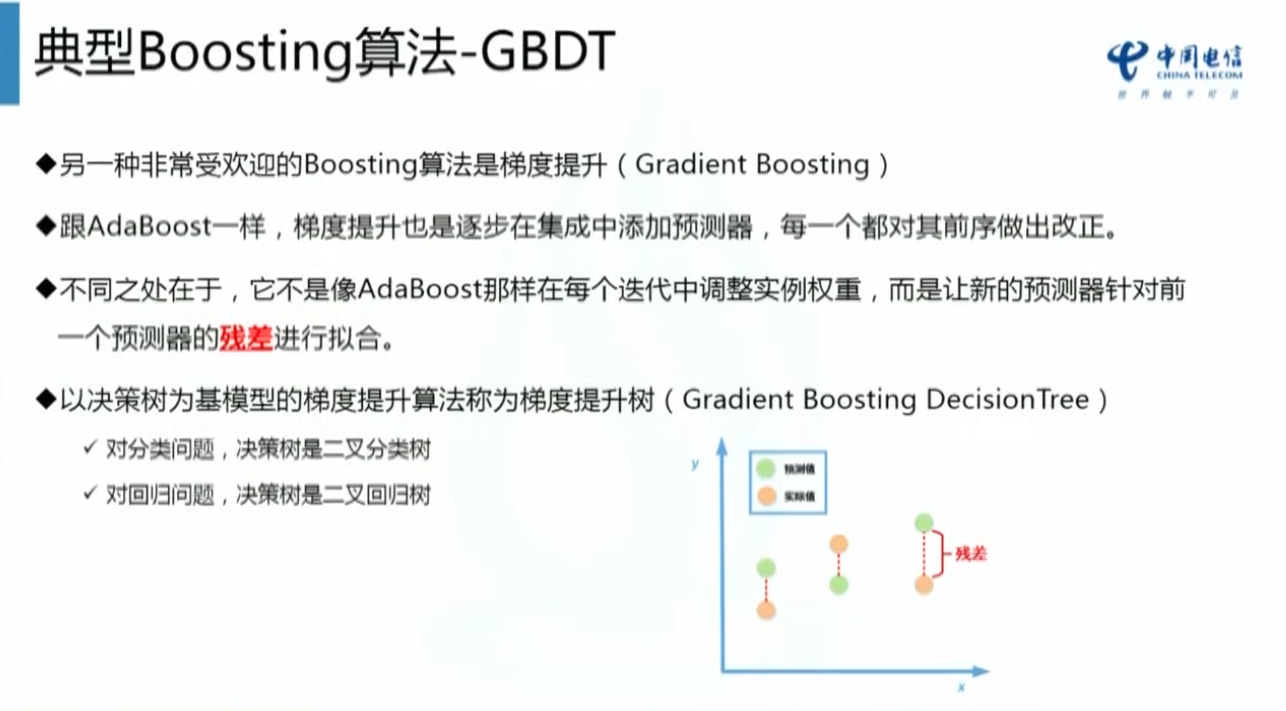 典型Boosting算法-GBDT
中国电信
CHINA TELECOM
世界触手可及
◆另一种非常受欢迎的Boosting算法是梯度提升（Gradient Boosting）
◆跟AdaBoost一样，梯度提升也是逐步在集成中添加预测器，每一个都对其前序做出改正。
◆不同之处在于，它不是像AdaBoost那样在每个迭代中调整实例权重，而是让新的预测器针对前
一个预测器的残差进行拟合。
◆以决策树为基模型的梯度提升算法称为梯度提升树（Gradient Boosting DecisionTree）
✓ 对分类问题，决策树是二叉分类树
✓ 对回归问题，决策树是二叉回归树
y
预测值
实际值
残差
x